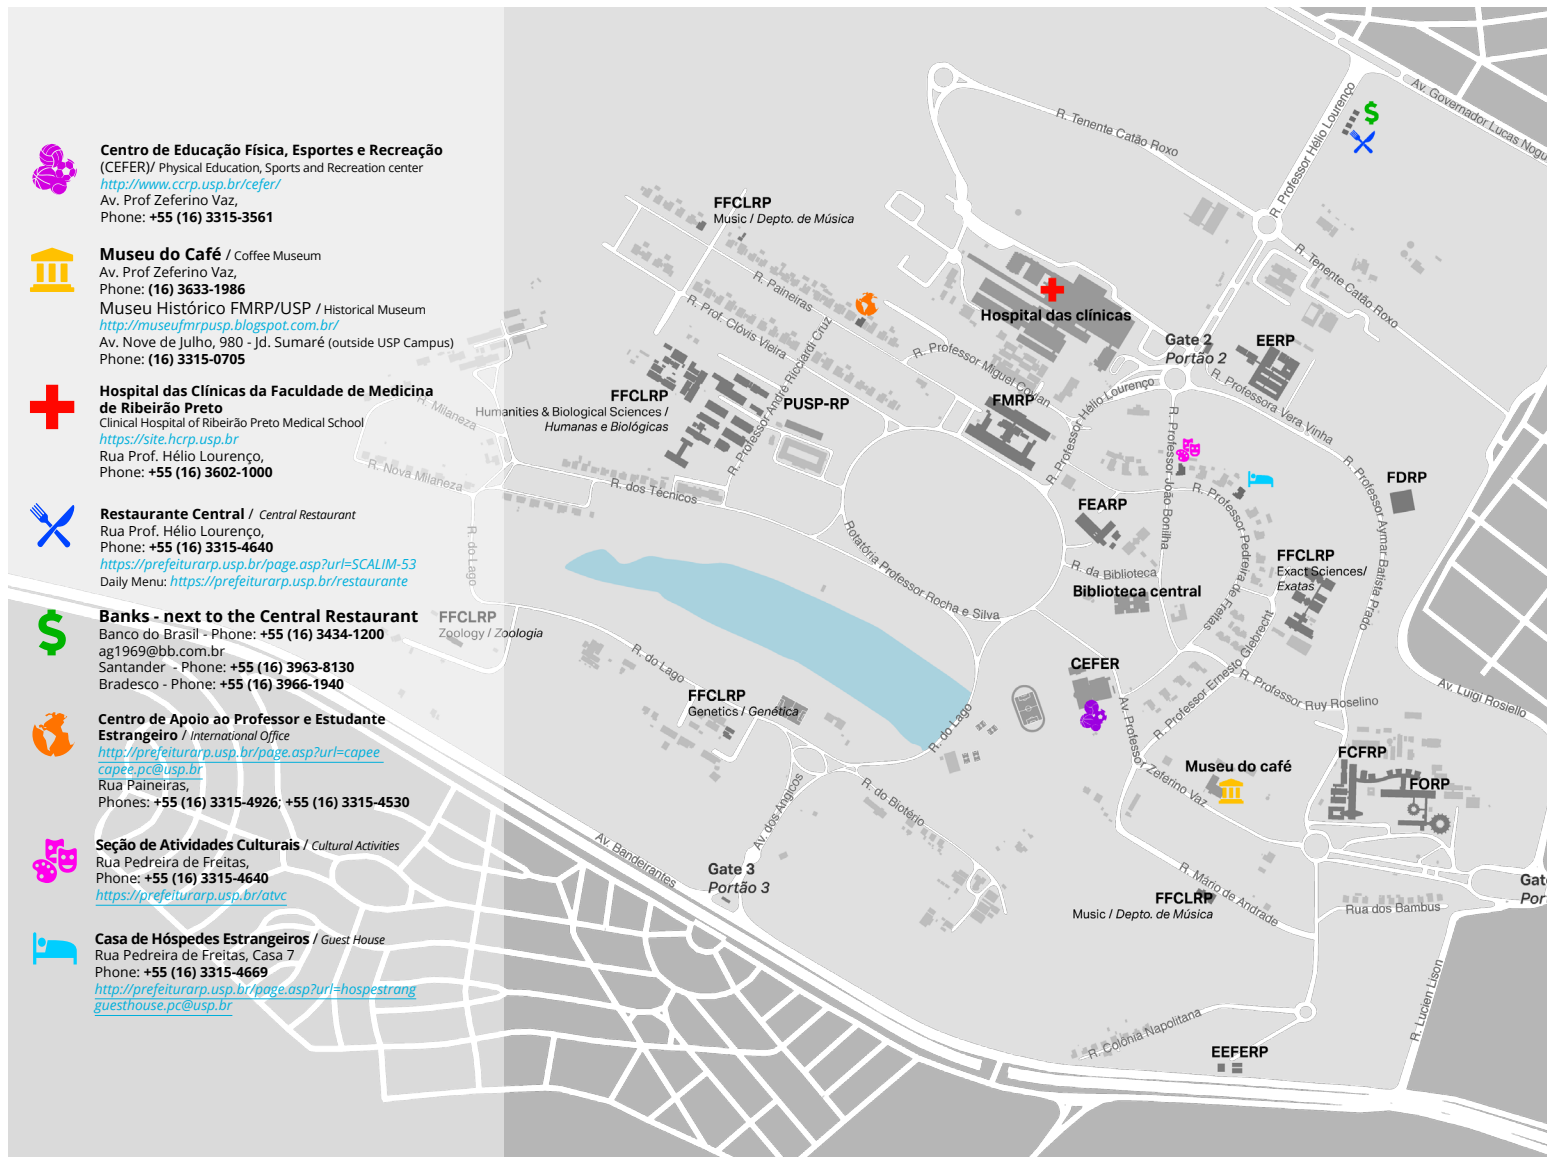 Centro de Educação Física, Esportes e Recreação
(CEFER)/ Physical Education, Sports and Recreation center
http://www.ccrp.usp.br/cefer/
Av. Prof Zeferino Vaz,
Phone: +55 (16) 3315-3561
Museu do Café / Coffee Museum
Av. Prof Zeferino Vaz,
Phone: (16) 3633-1986
Museu Histórico FMRP/USP / Historical Museum
http://museufmrpusp.blogspot.com.br/
Av. Nove de Julho, 980 - Jd. Sumaré (outside USP Campus)
Phone: (16) 3315-0705
Hospital das Clínicas da Faculdade de Medicina
de Ribeirão Preto
Clinical Hospital of Ribeirão Preto Medical School
https://site.hcrp.usp.br
Rua Prof. Hélio Lourenço,
Phone: +55 (16) 3602-1000
Restaurante Central / Central Restaurant
Rua Prof. Hélio Lourenço,
Phone: +55 (16) 3315-4640
https://prefeiturarp.usp.br/page.asp?url=SCALIM-53
Daily Menu: https://prefeiturarp.usp.br/restaurante
Banks - next to the Central Restaurant
Banco do Brasil - Phone: +55 (16) 3434-1200
ag1969@bb.com.br
Santander - Phone: +55 (16) 3963-8130
Bradesco - Phone: +55 (16) 3966-1940
Centro de Apoio ao Professor e Estudante
Estrangeiro / International Office
http://prefeiturarp.usp.br/page.asp?url=capee
capee.pc@usp.br
Rua Paineiras,
Phones: +55 (16) 3315-4926; +55 (16) 3315-4530
Seção de Atividades Culturais / Cultural Activities
Rua Pedreira de Freitas,
Phone: +55 (16) 3315-4640
https://prefeiturarp.usp.br/atvc
Casa de Hóspedes Estrangeiros / Guest House
Rua Pedreira de Freitas, Casa 7
Phone: +55 (16) 3315-4669
http://prefeiturarp.usp.br/page.asp?url=hospestrang
guesthouse.pc@usp.br
Av. Governador Lucas Nogu
R. Tenente Catão Roxo
R. Professor Hélio Lourenço
$
FFCLRP
Music / Depto. de Música
R. Tenente Catão Roxo
R. Paineiras
R. Prof. Clóvis Vieira
Hospital das clínicas
Gate 2
Portão 2
EERP
R. Professor Miguel Covian
R. Professora Vera Vinha
R. Professor André Ricciardi Cruz
FFCLRP
Humanities & Biological Sciences /
Humanas e Biológicas
PUSP-RP
FMRP
R. Professor Hélio Lourenço
R. Milaneza
R. Nova Milaneza
R. dos Técnicos
R. do Lago
R. Professor João Bonilha
R. Professor Pedreira de Freitas
R. Professor Aymar Batista Prado
FDRP
FEARP
Rotatória Professor Rocha e Silva
R. da Biblioteca
Biblioteca central
FFCLRP
Exact Sciences/
Exatas
FFCLRP
Zoology / Zoologia
R. do Lago
FFCLRP
Genetics / Genética
R. do Lago
CEFER
R. Professor Ernesto Giebrecht
R. Professor Ruy Roselino
Av. Luigi Rosiello
Av. Professor Zeferino Vaz
Museu do café
FCFRP
FORP
R. do Biotério
Av. dos Angicos
Av. Bandeirantes
Gate 3
Portão 3
R. Mário de Andrade
FFCLRP
Music / Depto. de Música
Rua dos Bambus
Gate
Por
R. Lucien Lison
R. Colônia Napolitana
EEFERP